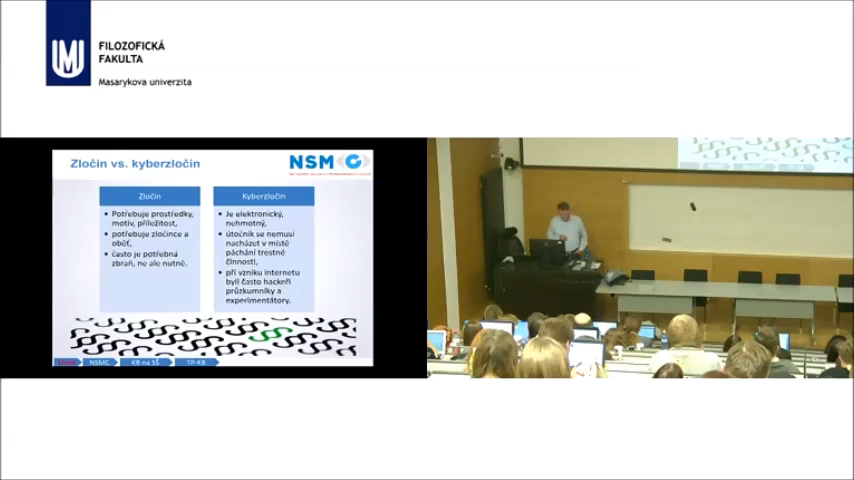 FILOZOFICKÁ
FAKULTA
Masarykova univerzita
Zločin vs. kyberzločin
NSMC
Zločin
• Potřebuje prostředky,
motiv, příležitost,
• potřebuje zločince a
oběť,
• často je potřebná
zbraň, ne ale nutně.
Kyberzločin
• Je elektronický,
nehmotný,
• útočník se nemusí
nacházet v místě
páchání trestné
činnosti,
• při vzniku internetu
byli často hackeři
průzkumníky a
experimentátory.
Úvod
NSMC
KB na SŠ
TP-KB